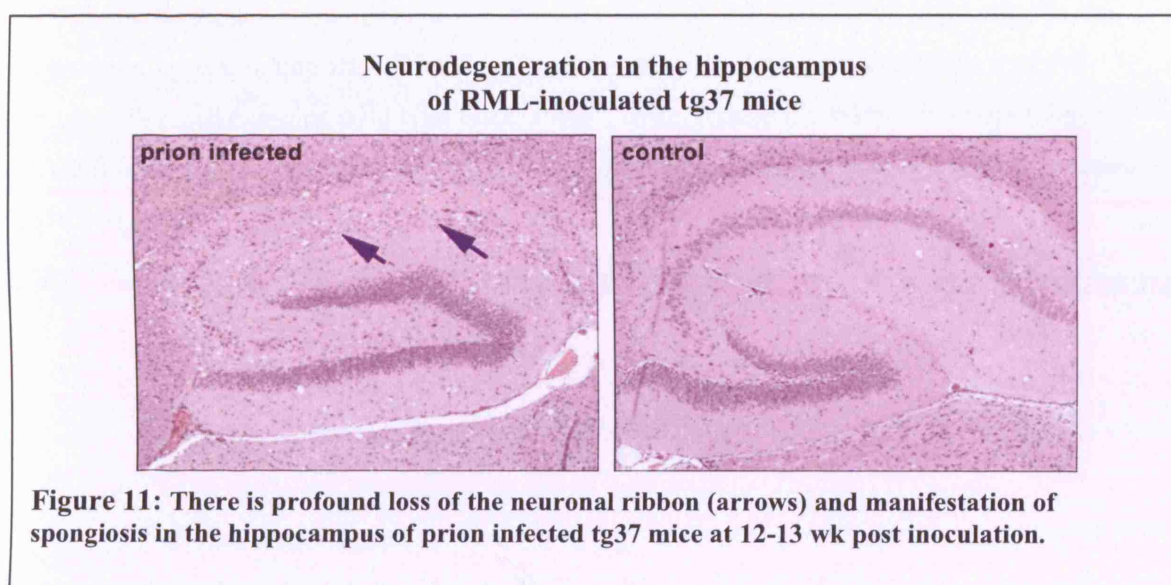 Neurodegeneration in the hippocampus
of RML-inoculated tg37 mice
prion infected
control
Figure 11: There is profound loss of the neuronal ribbon (arrows) and manifestation of
spongiosis in the hippocampus of prion infected tg37 mice at 12-13 wk post inoculation.